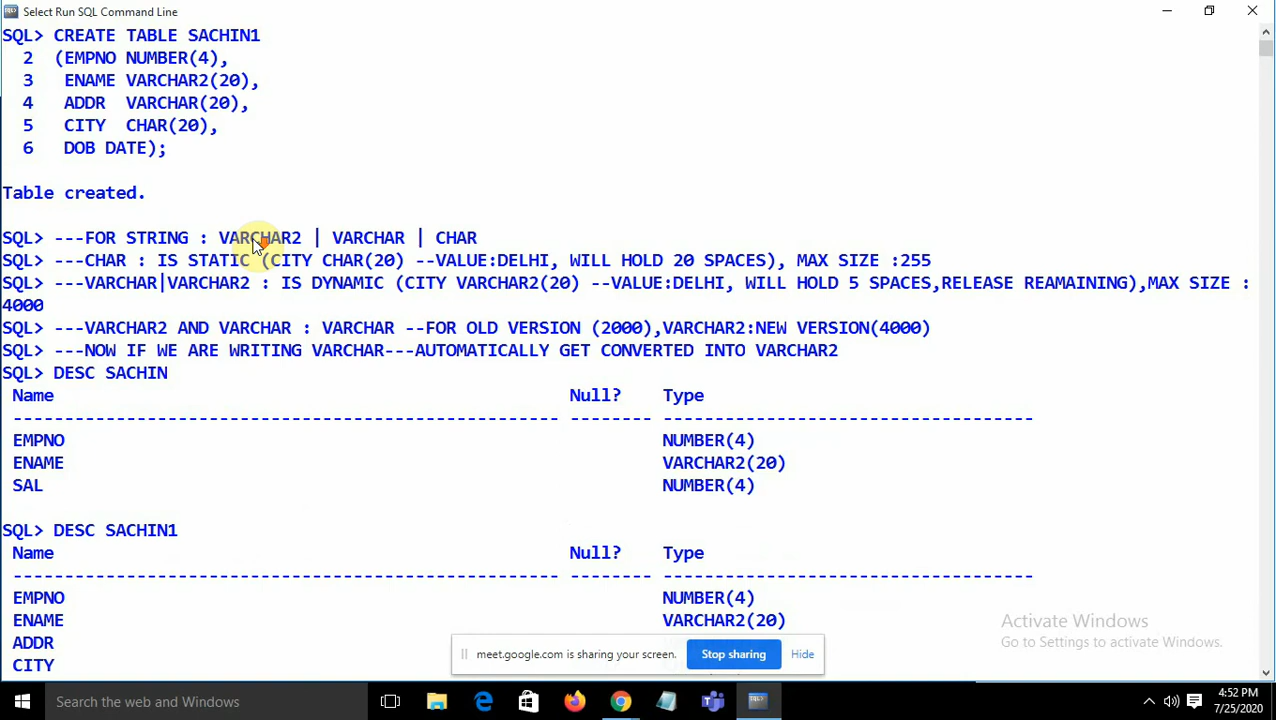 Select Run SQL Command Line
SQL> CREATE TABLE SACHIN1
2 (EMPNO NUMBER(4),
3 ENAME VARCHAR2(20),
4 ADDR VARCHAR(20),
5 CITY CHAR(20),
6 DOB DATE);
Table created.
SQL> ---FOR STRING : VARCHAR2 | VARCHAR | CHAR
SQL> ---CHAR : IS STATIC (CITY CHAR(20) --VALUE:DELHI, WILL HOLD 20 SPACES), MAX SIZE :255
SQL> ---VARCHAR|VARCHAR2 : IS DYNAMIC (CITY VARCHAR2(20) --VALUE:DELHI, WILL HOLD 5 SPACES,RELEASE REAMAINING),MAX SIZE :
4000
SQL> ---VARCHAR2 AND VARCHAR : VARCHAR --FOR OLD VERSION (2000),VARCHAR2:NEW VERSION(4000)
SQL> ---NOW IF WE ARE WRITING VARCHAR---AUTOMATICALLY GET CONVERTED INTO VARCHAR2
SQL> DESC SACHIN
Name Null? Type
----------------------------------------------------- -------- ------------------------------------
EMPNO NUMBER(4)
ENAME VARCHAR2(20)
SAL NUMBER(4)
SQL> DESC SACHIN1
Name Null? Type
----------------------------------------------------- -------- ------------------------------------
EMPNO NUMBER(4)
ENAME VARCHAR2(20)
ADDR
CITY
Activate Windows
Go to Settings to activate Windows.
meet.google.com is sharing your screen. Stop sharing Hide
Search the web and Windows
4:52 PM
7/25/2020